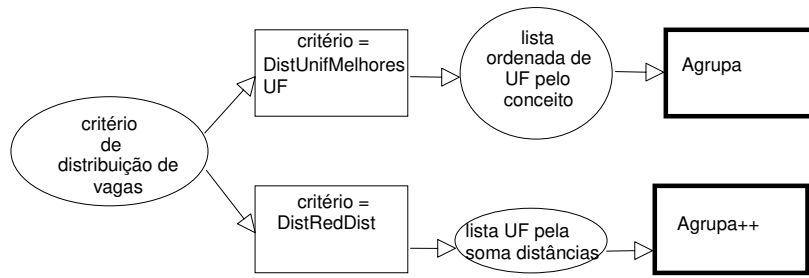 critério
de
distribuição de
vagas
critério =
DistUnifMelhores
UF
lista
ordenada de
UF pelo
conceito
Agrupa
critério =
DistRedDist
lista UF pela
soma distâncias
Agrupa++